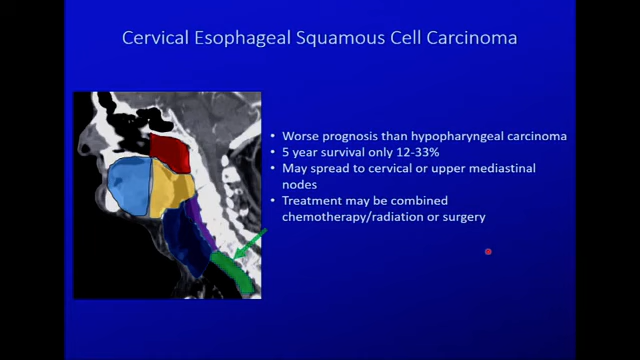 Cervical Esophageal Squamous Cell Carcinoma
• Worse prognosis than hypopharyngeal carcinoma
• 5 year survival only 12-33%
• May spread to cervical or upper mediastinal
nodes
• Treatment may be combined
chemotherapy/radiation or surgery